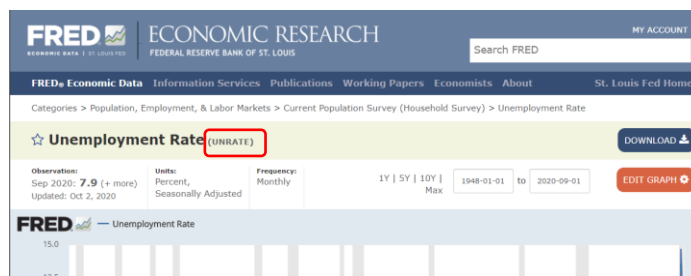 FRED
ECONOMIC DATA | ST. LOUIS FED
ECONOMIC RESEARCH
FEDERAL RESERVE BANK OF ST. LOUIS
MY ACCOUNT
Search FRED
FRED® Economic Data Information Services Publications Working Papers Economists About St. Louis Fed Home
Categories > Population, Employment, & Labor Markets > Current Population Survey (Household Survey) > Unemployment Rate
☆ Unemployment Rate (UNRATE)
DOWNLOAD
Observation:
Sep 2020: 7.9 (+ more)
Updated: Oct 2, 2020
Units:
Percent,
Seasonally Adjusted
Frequency:
Monthly
1Y | 5Y | 10Y |
Max
1948-01-01 to 2020-09-01
EDIT GRAPH
FRED — Unemployment Rate
15.0
12.5